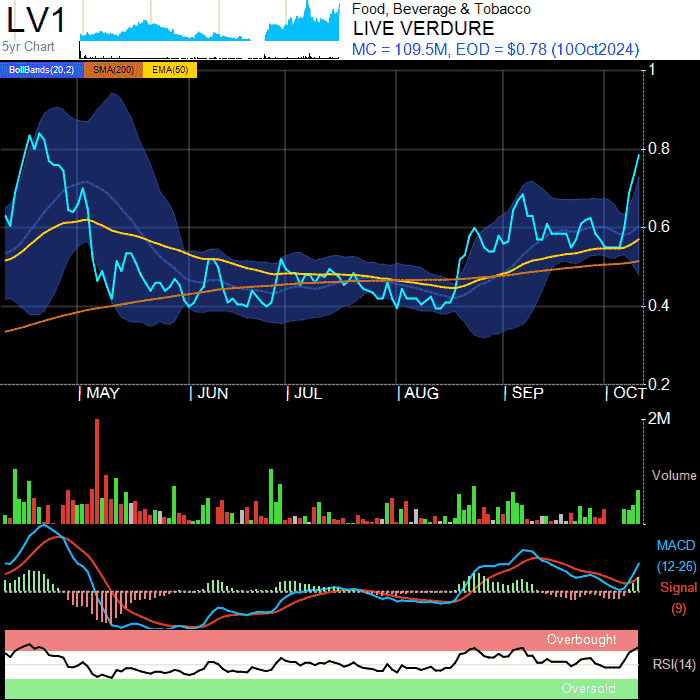 LV1
5yr Chart
Food, Beverage & Tobacco
LIVE VERDURE
MC = 109.5M, EOD = $0.78 (10Oct2024)
BollBands(20,2) SMA(200) EMA(50)
1
0.8
0.6
0.4
0.2
| MAY | JUN | JUL | AUG | SEP | OCT
2M
Volume
MACD
(12-26)
Signal
(9)
Overbought
RSI(14)
Oversold